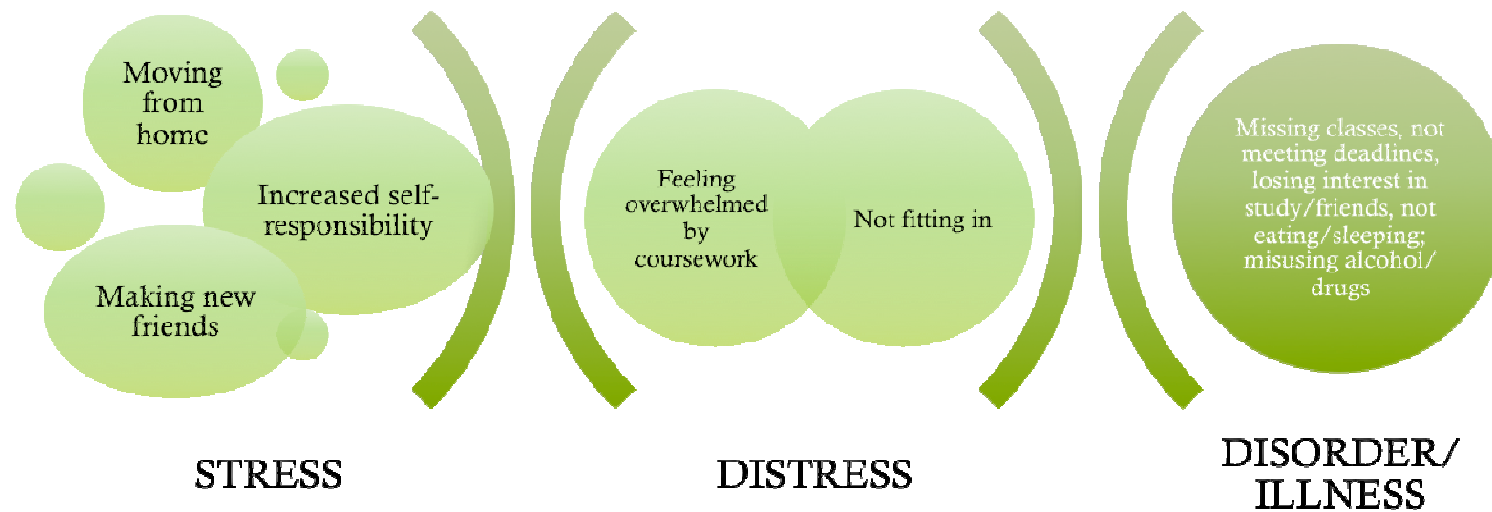 Moving
from
home
Increased self-
responsibility
Making new
friends
STRESS
Feeling
overwhelmed
by
coursework
Not fitting in
DISTRESS
Missing classes, not
meeting deadlines,
losing interest in
study/friends, not
eating/sleeping;
misusing alcohol/
drugs
DISORDER/
ILLNESS